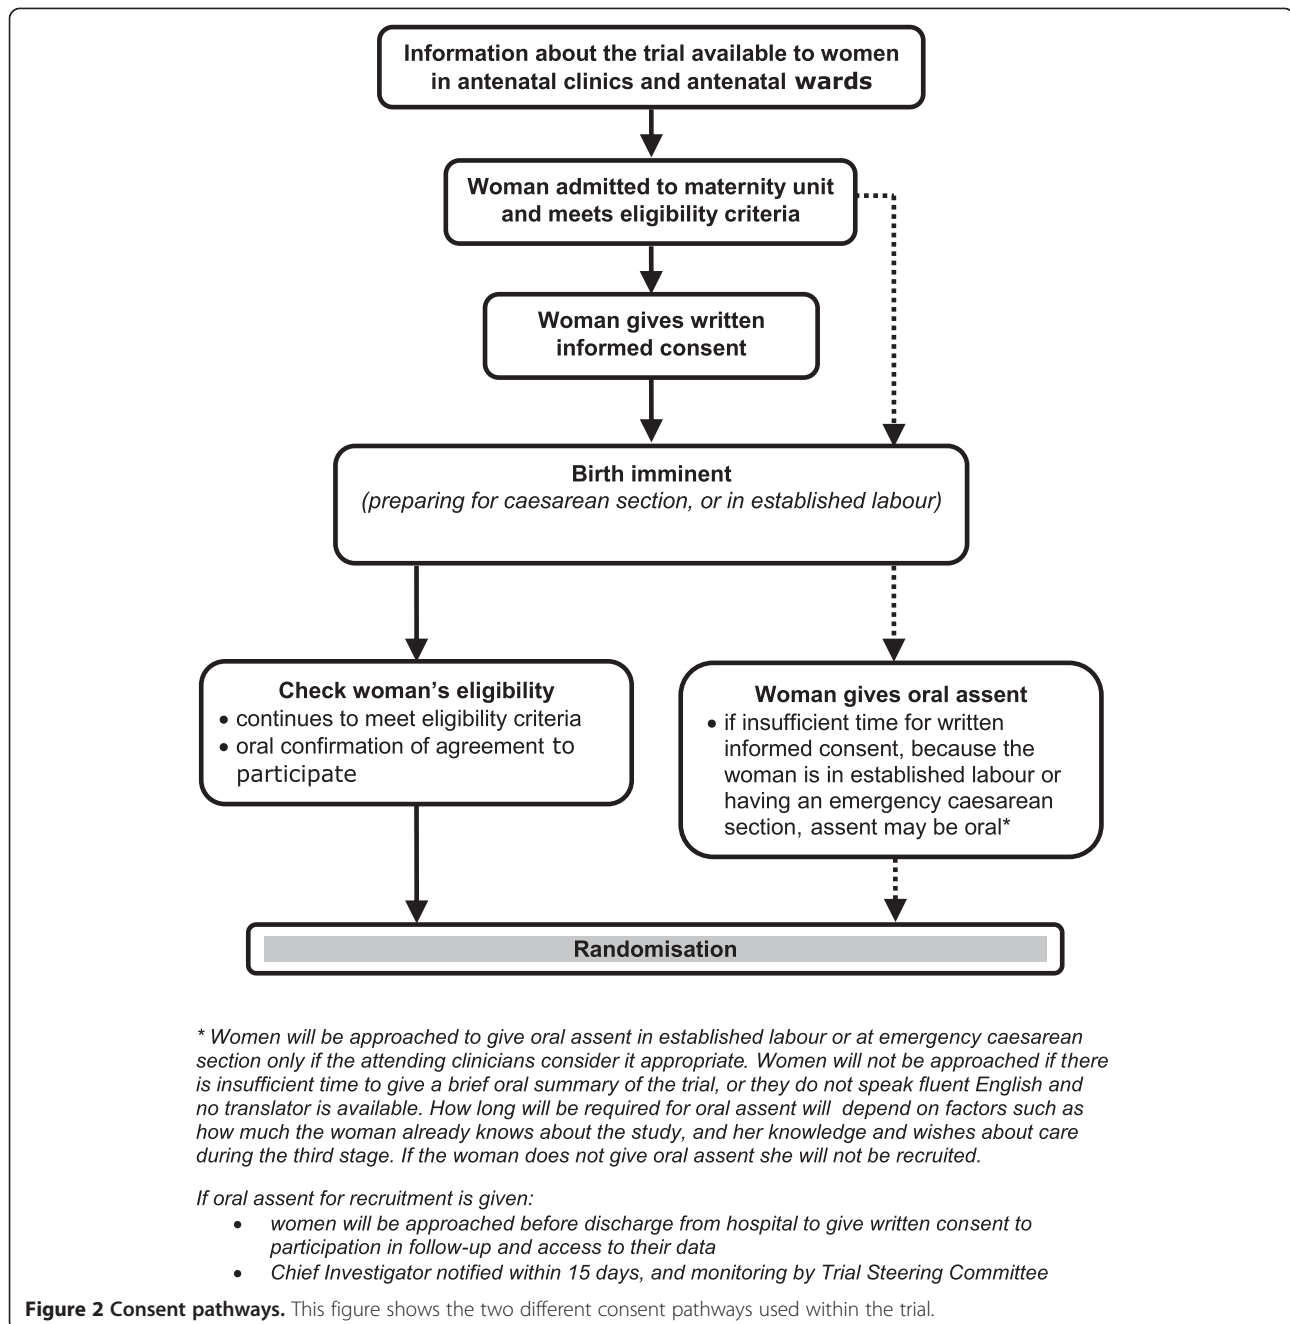 Information about the trial available to women
in antenatal clinics and antenatal wards
Woman admitted to maternity unit
and meets eligibility criteria
Woman gives written
informed consent
Birth imminent
(preparing for caesarean section, or in established labour)
Check woman’s eligibility
• continues to meet eligibility criteria
• oral confirmation of agreement to
participate
Woman gives oral assent
• if insufficient time for written
informed consent, because the
woman is in established labour or
having an emergency caesarean
section, assent may be oral*
Randomisation
* Women will be approached to give oral assent in established labour or at emergency caesarean
section only if the attending clinicians consider it appropriate. Women will not be approached if there
is insufficient time to give a brief oral summary of the trial, or they do not speak fluent English and
no translator is available. How long will be required for oral assent will depend on factors such as
how much the woman already knows about the study, and her knowledge and wishes about care
during the third stage. If the woman does not give oral assent she will not be recruited.
If oral assent for recruitment is given:
• women will be approached before discharge from hospital to give written consent to
participation in follow-up and access to their data
• Chief Investigator notified within 15 days, and monitoring by Trial Steering Committee
Figure 2 Consent pathways. This figure shows the two different consent pathways used within the trial.